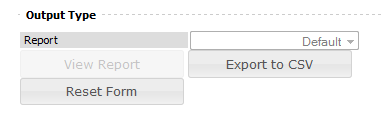 Output Type
Report Default
View Report Export to CSV
Reset Form